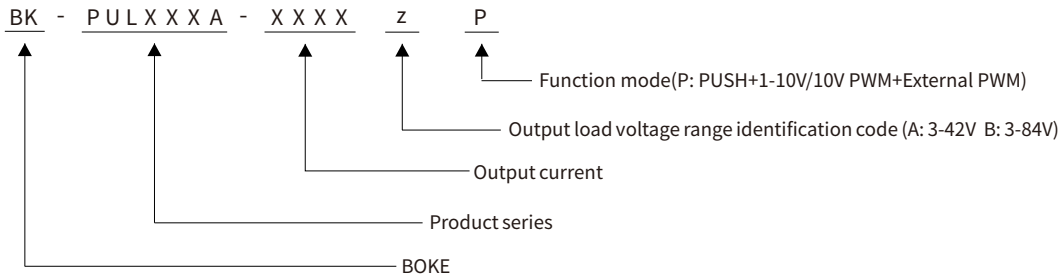 BK - PULXXXA - XXXX z P
Function mode(P: PUSH+1-10V/10V PWM+External PWM)
Output load voltage range identification code (A: 3-42V B: 3-84V)
Output current
Product series
BOKE